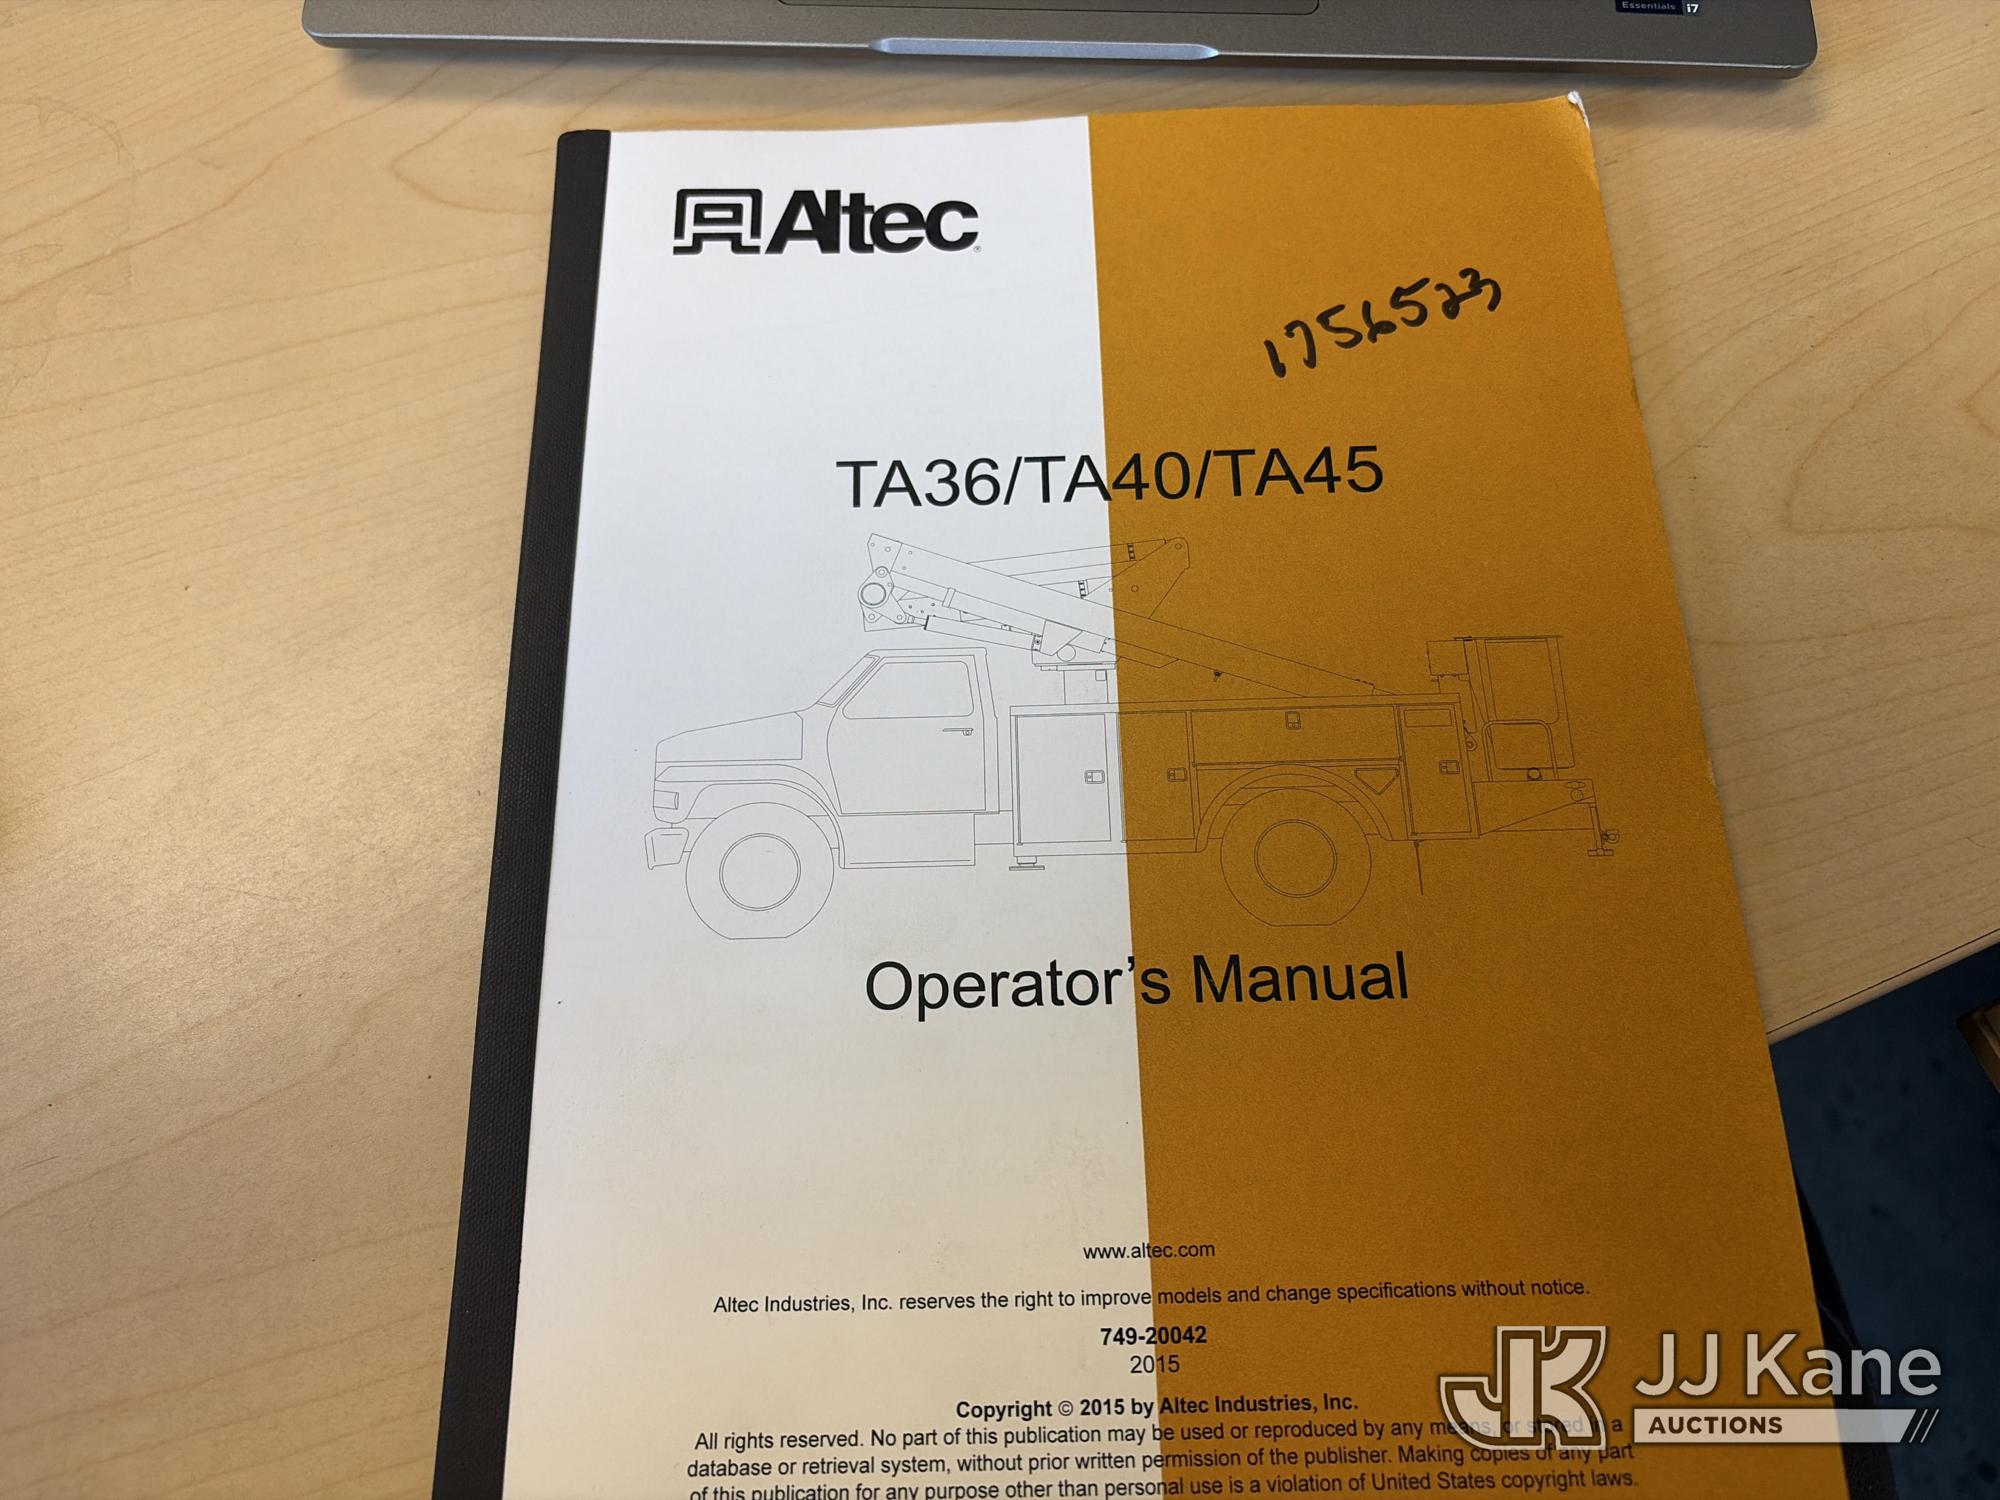 Essentials i7
Altec
1756523
TA36/TA40/TA45
Operator's Manual
www.altec.com
Altec Industries, Inc. reserves the right to improve models and change specifications without notice.
749-20042
2015
Copyright © 2015 by Altec Industries, Inc.
All rights reserved. No part of this publication may be used or reproduced by any means, or stored in a
database or retrieval system, without prior written permission of the publisher. Making copies of any part
of this publication for any purpose other than personal use is a violation of United States copyright laws.
JK JJ Kane
AUCTIONS